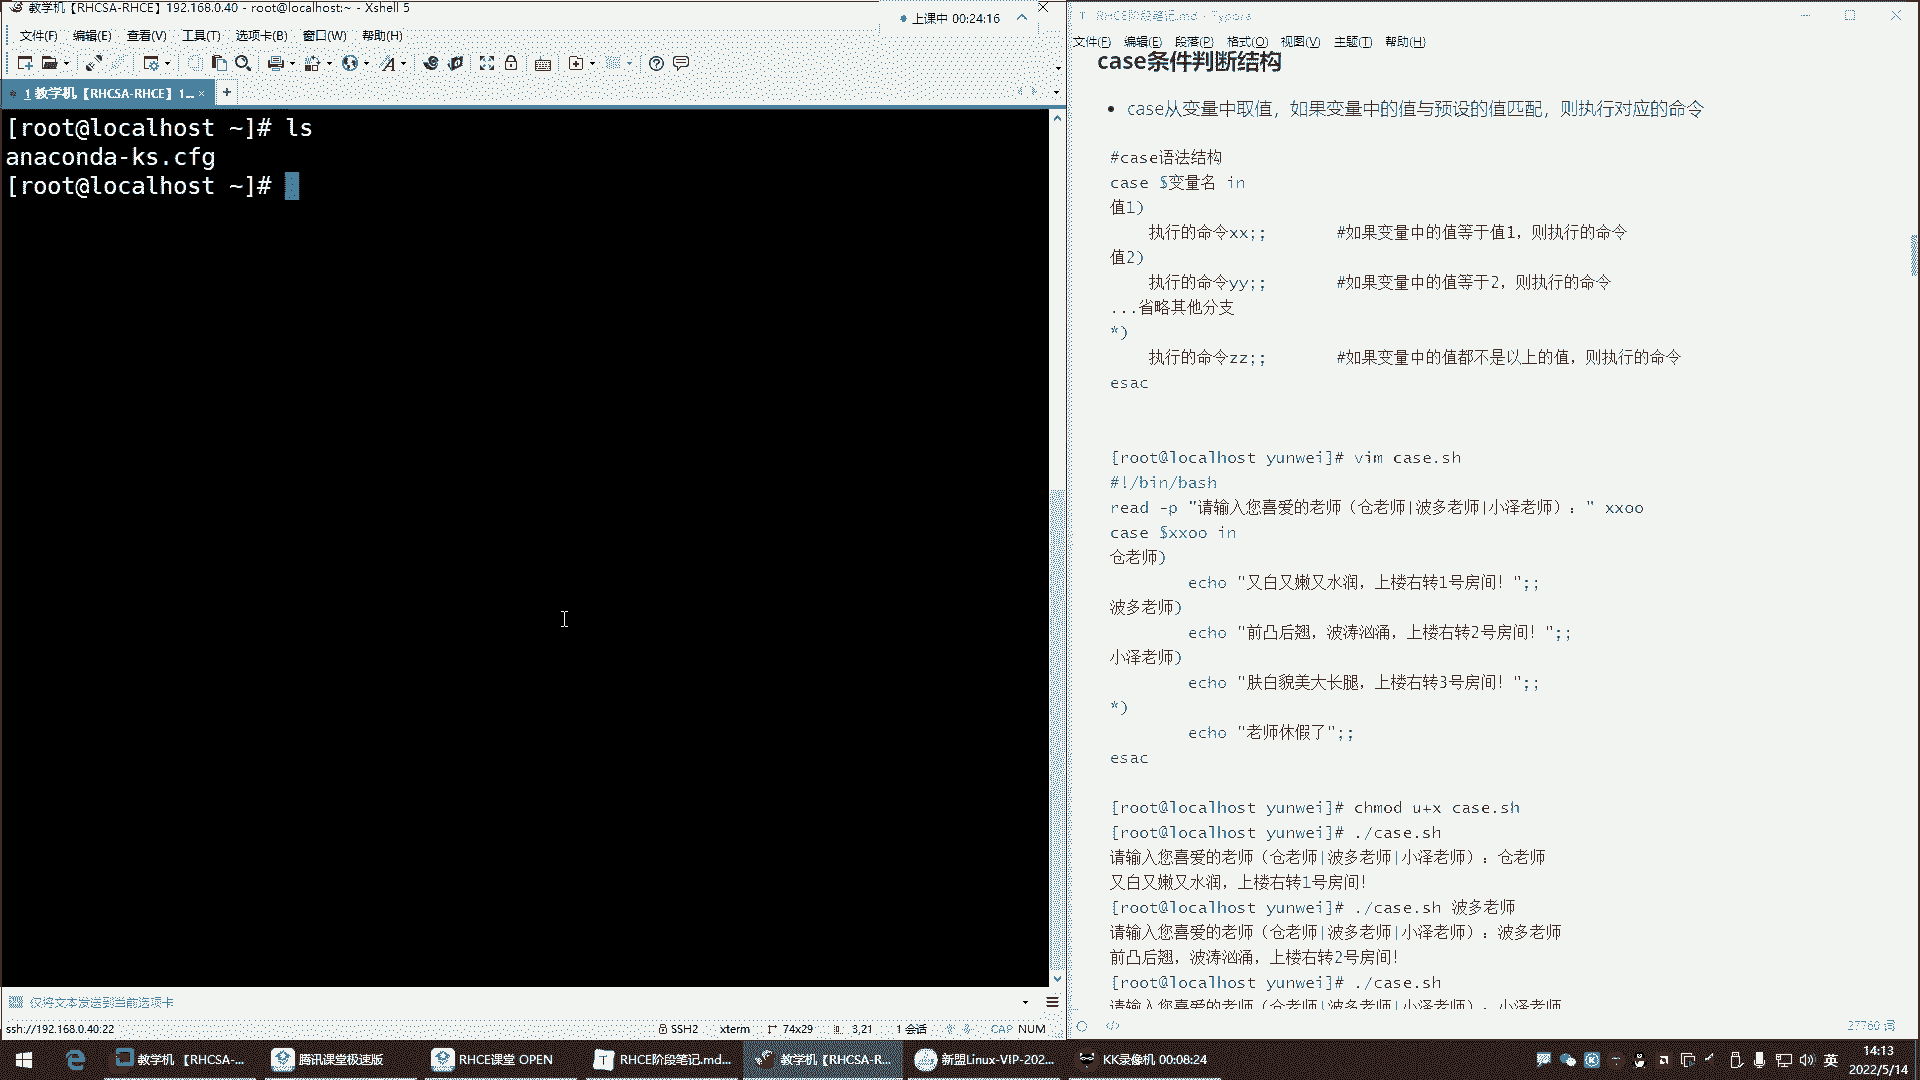 教学机【RHCSA-RHCE】192.168.0.40 - root@localhost:~ - Xshell 5
上课中 00:24:16
文件(F) 编辑(E) 查看(V) 工具(T) 选项卡(B) 窗口(W) 帮助(H)
1 教学机【RHCSA-RHCE】1... × +
[root@localhost ~]# ls
anaconda-ks.cfg
[root@localhost ~]#
仅将文本发送到当前选项卡
ssh://192.168.0.40:22 SSH2 xterm 74x29 3,21 1 会话 CAP NUM
RHCE阶段笔记.md - Typora
文件(F) 编辑(E) 段落(P) 格式(O) 视图(V) 主题(T) 帮助(H)
case条件判断结构
case从变量中取值，如果变量中的值与预设的值匹配，则执行对应的命令
#case语法结构
case $变量名 in
值1)
执行的命令xx;; #如果变量中的值等于值1，则执行的命令
值2)
执行的命令yy;; #如果变量中的值等于2，则执行的命令
...省略其他分支
*)
执行的命令zz;; #如果变量中的值都不是以上的值，则执行的命令
esac
[root@localhost yunwei]# vim case.sh
#!/bin/bash
read -p "请输入您喜爱的老师（仓老师|波多老师|小泽老师）：" xxoo
case $xxoo in
仓老师)
echo "又白又嫩又水润，上楼右转1号房间！";;
波多老师)
echo "前凸后翘，波涛汹涌，上楼右转2号房间！";;
小泽老师)
echo "肤白貌美大长腿，上楼右转3号房间！";;
*)
echo "老师休假了";;
esac
[root@localhost yunwei]# chmod u+x case.sh
[root@localhost yunwei]# ./case.sh
请输入您喜爱的老师（仓老师|波多老师|小泽老师）：仓老师
又白又嫩又水润，上楼右转1号房间！
[root@localhost yunwei]# ./case.sh 波多老师
请输入您喜爱的老师（仓老师|波多老师|小泽老师）：波多老师
前凸后翘，波涛汹涌，上楼右转2号房间！
[root@localhost yunwei]# ./case.sh
请输入您喜爱的老师（仓老师|波多老师|小泽老师）：小泽老师
27760 词
教学机 【RHCSA-... 腾讯课堂极速版 RHCE课堂 OPEN RHCE阶段笔记.md... 教学机【RHCSA-R... 新盟Linux-VIP-202... KK录像机 00:08:24 英 14:13
2022/5/14